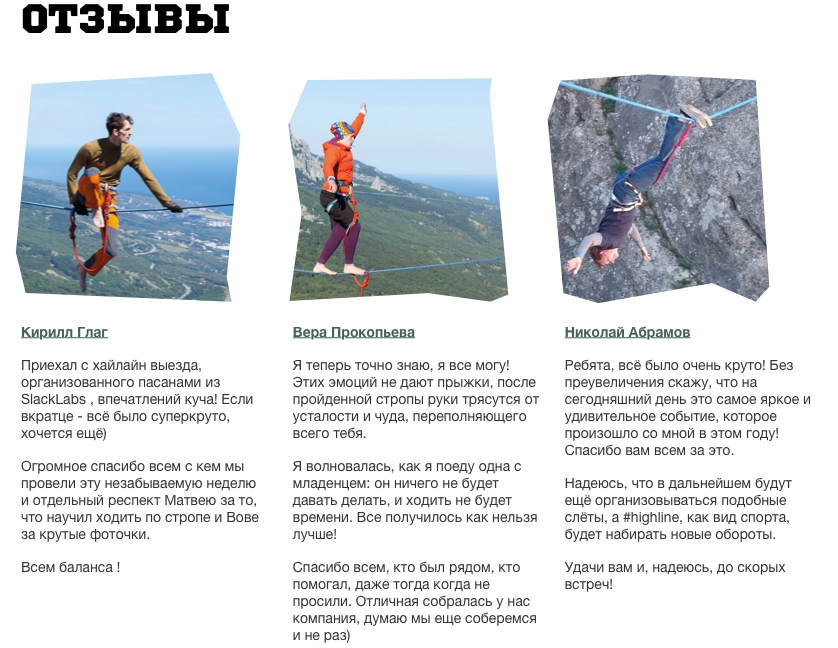 ОТЗЫВЫ
Кирилл Глаг
Приехал с хайлайн выезда,
организованного пасанами из
SlackLabs , впечатлений куча! Если
вкратце - всё было суперкруто,
хочется ещё)
Огромное спасибо всем с кем мы
провели эту незабываемую неделю
и отдельный респект Матвею за то,
что научил ходить по стропе и Вове
за крутые фоточки.
Всем баланса !
Вера Прокопьева
Я теперь точно знаю, я все могу!
Этих эмоций не дают прыжки, после
пройденной стропы руки трясутся от
усталости и чуда, переполняющего
всего тебя.
Я волновалась, как я поеду одна с
младенцем: он ничего не будет
давать делать, и ходить не будет
времени. Все получилось как нельзя
лучше!
Спасибо всем, кто был рядом, кто
помогал, даже тогда когда не
просили. Отличная собралась у нас
компания, думаю мы еще соберемся
и не раз)
Николай Абрамов
Ребята, всё было очень круто! Без
преувеличения скажу, что на
сегодняшний день это самое яркое и
удивительное событие, которое
произошло со мной в этом году!
Спасибо вам всем за это.
Надеюсь, что в дальнейшем будут
ещё организовываться подобные
слёты, а #highline, как вид спорта,
будет набирать новые обороты.
Удачи вам и, надеюсь, до скорых
встреч!